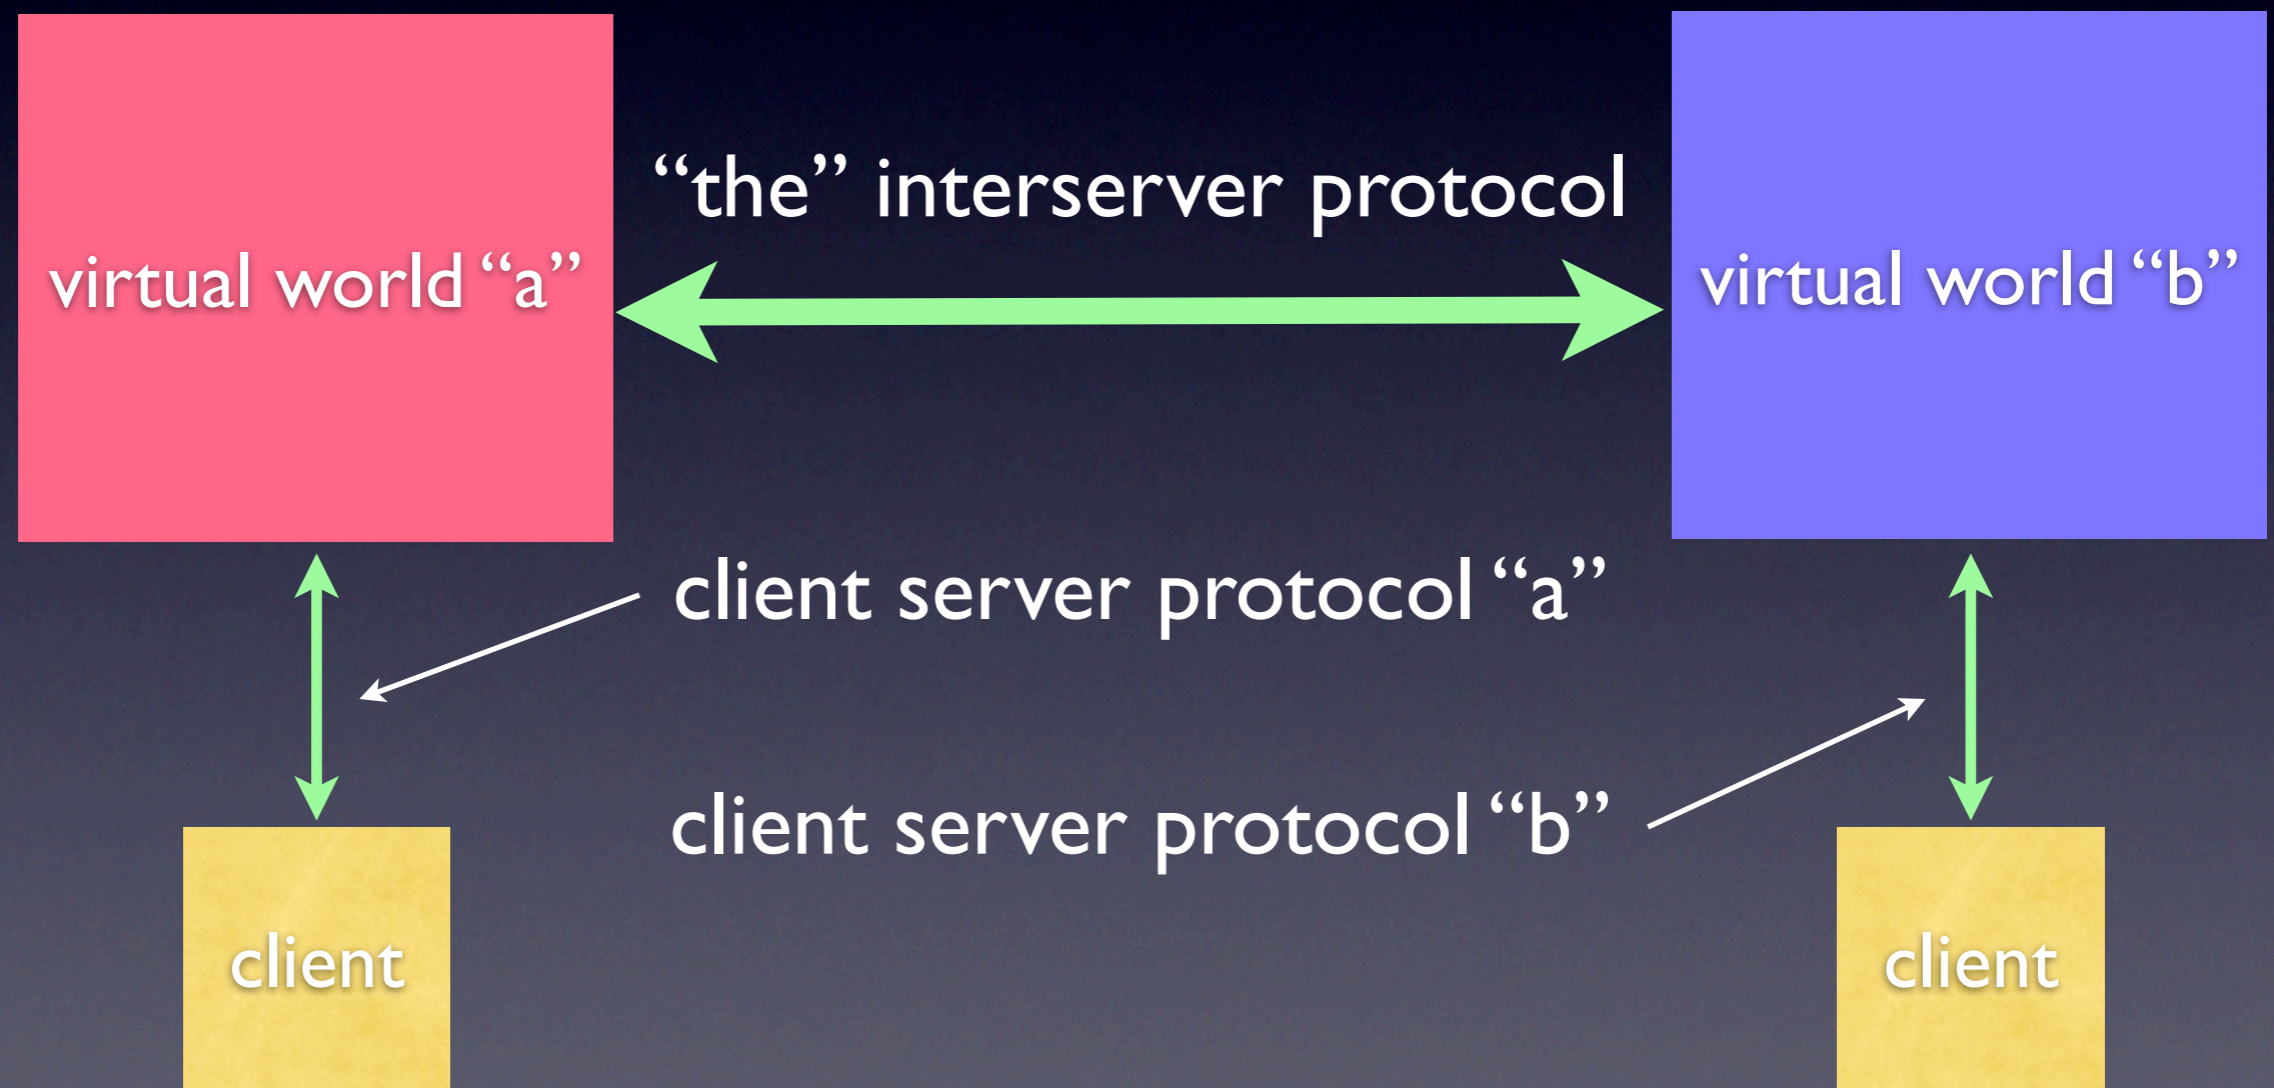 “the” interserver protocol
virtual world “a”
virtual world “b”
client server protocol “a”
client server protocol “b”
client
client